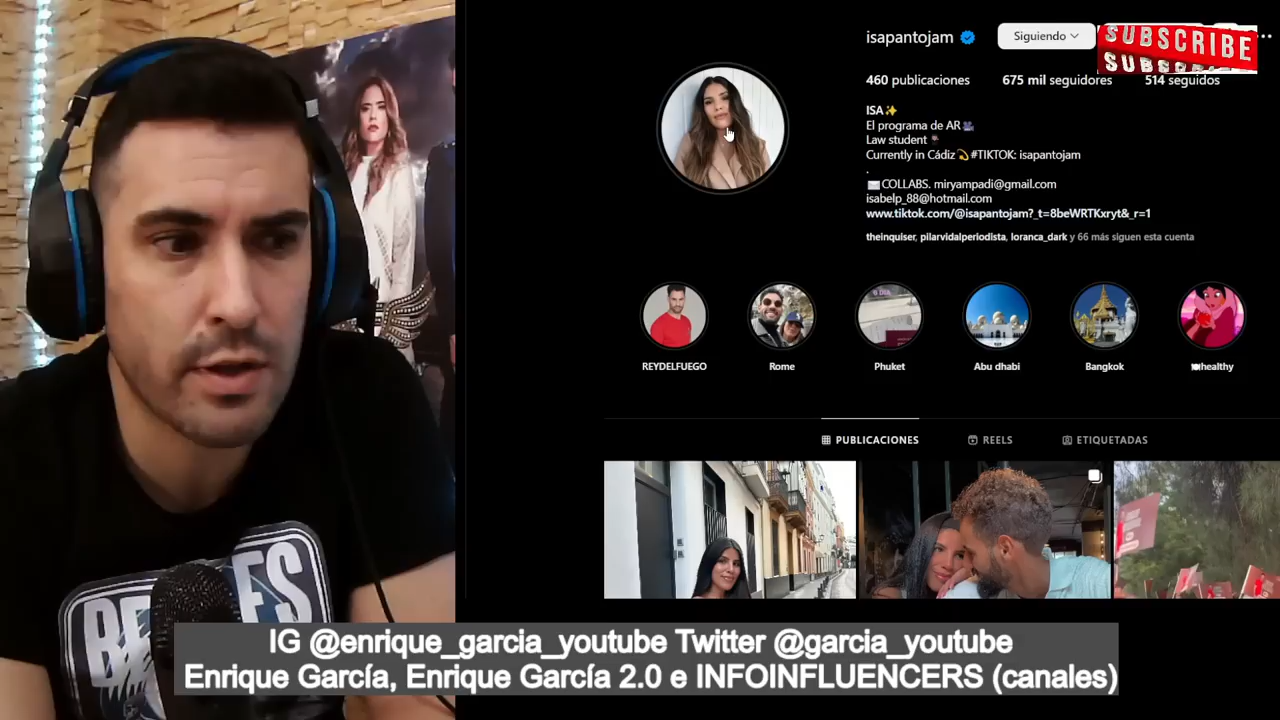 isapantojam
Siguiendo
SUBSCRIBE
SUBSCRIBE
460 publicaciones 675 mil seguidores 514 seguidos
ISA✨
El programa de AR
Law student
Currently in Cádiz💫#TIKTOK: isapantojam
.
✉️COLLABS. miryampadi@gmail.com
isabelp_88@hotmail.com
www.tiktok.com/@isapantojam?_t=8beWRTKxryt&_r=1
theinquiser, pilarvidalperiodista, loranca_dark y 66 más siguen esta cuenta
REYDELFUEGO Rome Phuket Abu dhabi Bangkok 🍽healthy
PUBLICACIONES REELS ETIQUETADAS
IG @enrique_garcia_youtube Twitter @garcia_youtube
Enrique García, Enrique García 2.0 e INFOINFLUENCERS (canales)